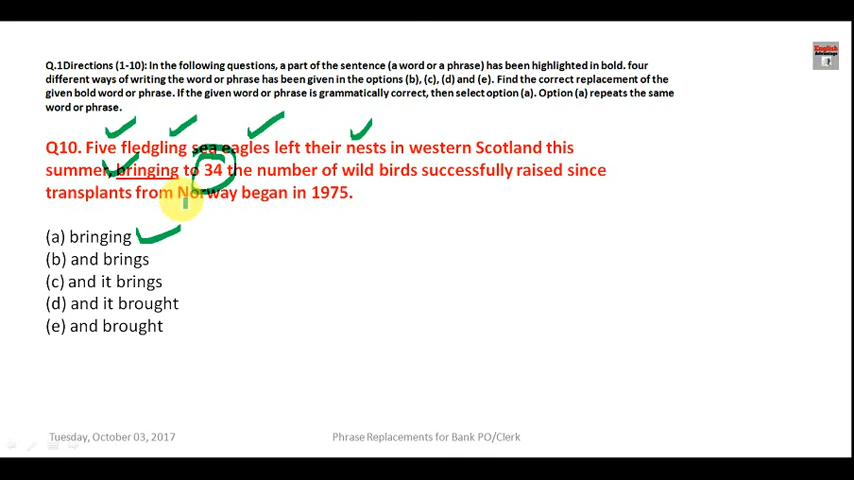 English
Advantage
Q.1Directions (1-10): In the following questions, a part of the sentence (a word or a phrase) has been highlighted in bold. four
different ways of writing the word or phrase has been given in the options (b), (c), (d) and (e). Find the correct replacement of the
given bold word or phrase. If the given word or phrase is grammatically correct, then select option (a). Option (a) repeats the same
word or phrase.
Q10. Five fledgling sea eagles left their nests in western Scotland this
summer bringing to 34 the number of wild birds successfully raised since
transplants from Norway began in 1975.
(a) bringing
(b) and brings
(c) and it brings
(d) and it brought
(e) and brought
Tuesday, October 03, 2017
Phrase Replacements for Bank PO/Clerk